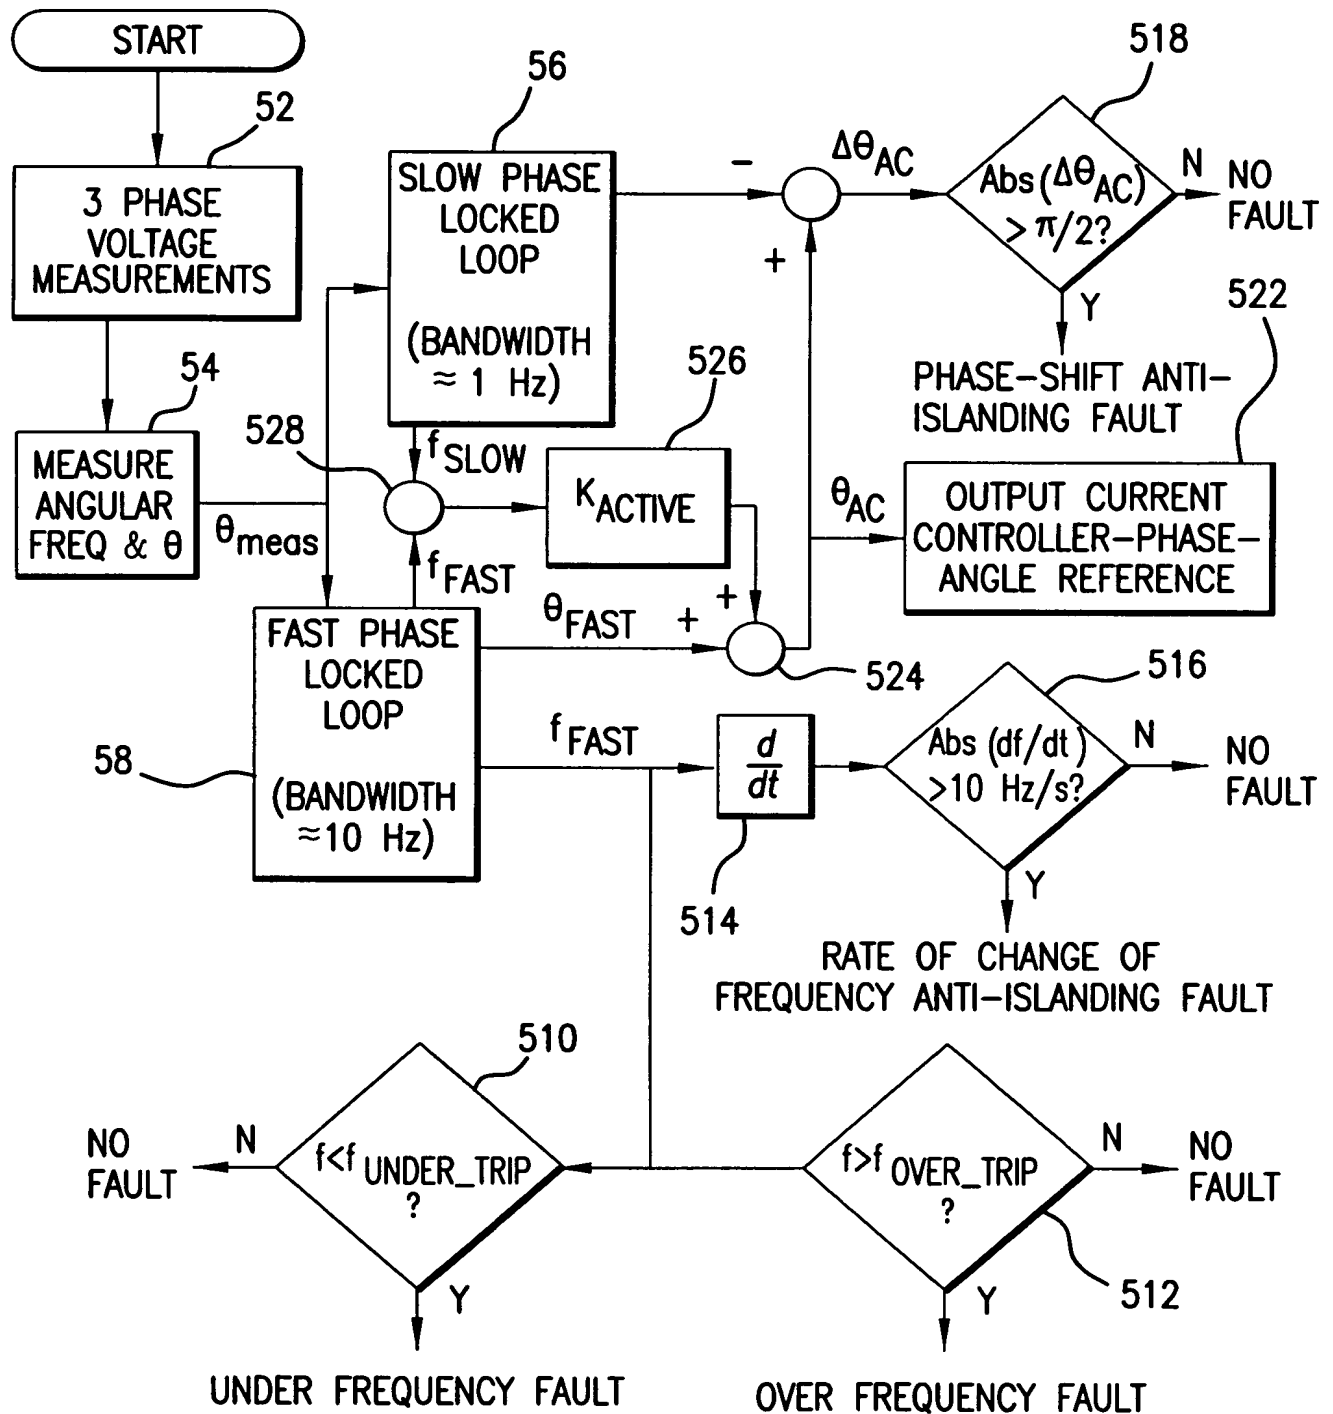 START
52
3 PHASE
VOLTAGE
MEASUREMENTS
54
MEASURE
ANGULAR
FREQ & θ
θmeas
56
SLOW PHASE
LOCKED
LOOP
(BANDWIDTH
≈ 1 Hz)
528
fSLOW
fFAST
526
KACTIVE
-
+
ΔθAC
518
Abs(ΔθAC)
> π/2?
N
NO
FAULT
Y
PHASE-SHIFT ANTI-
ISLANDING FAULT
522
θAC
OUTPUT CURRENT
CONTROLLER-PHASE-
ANGLE REFERENCE
FAST PHASE
LOCKED
LOOP
(BANDWIDTH
≈10 Hz)
58
θFAST
+
+
524
fFAST
d
dt
514
516
Abs (df/dt)
>10 Hz/s?
N
NO
FAULT
Y
RATE OF CHANGE OF
FREQUENCY ANTI-ISLANDING FAULT
510
f<fUNDER_TRIP
?
N
NO
FAULT
Y
UNDER FREQUENCY FAULT
f>fOVER_TRIP
?
N
NO
FAULT
512
Y
OVER FREQUENCY FAULT